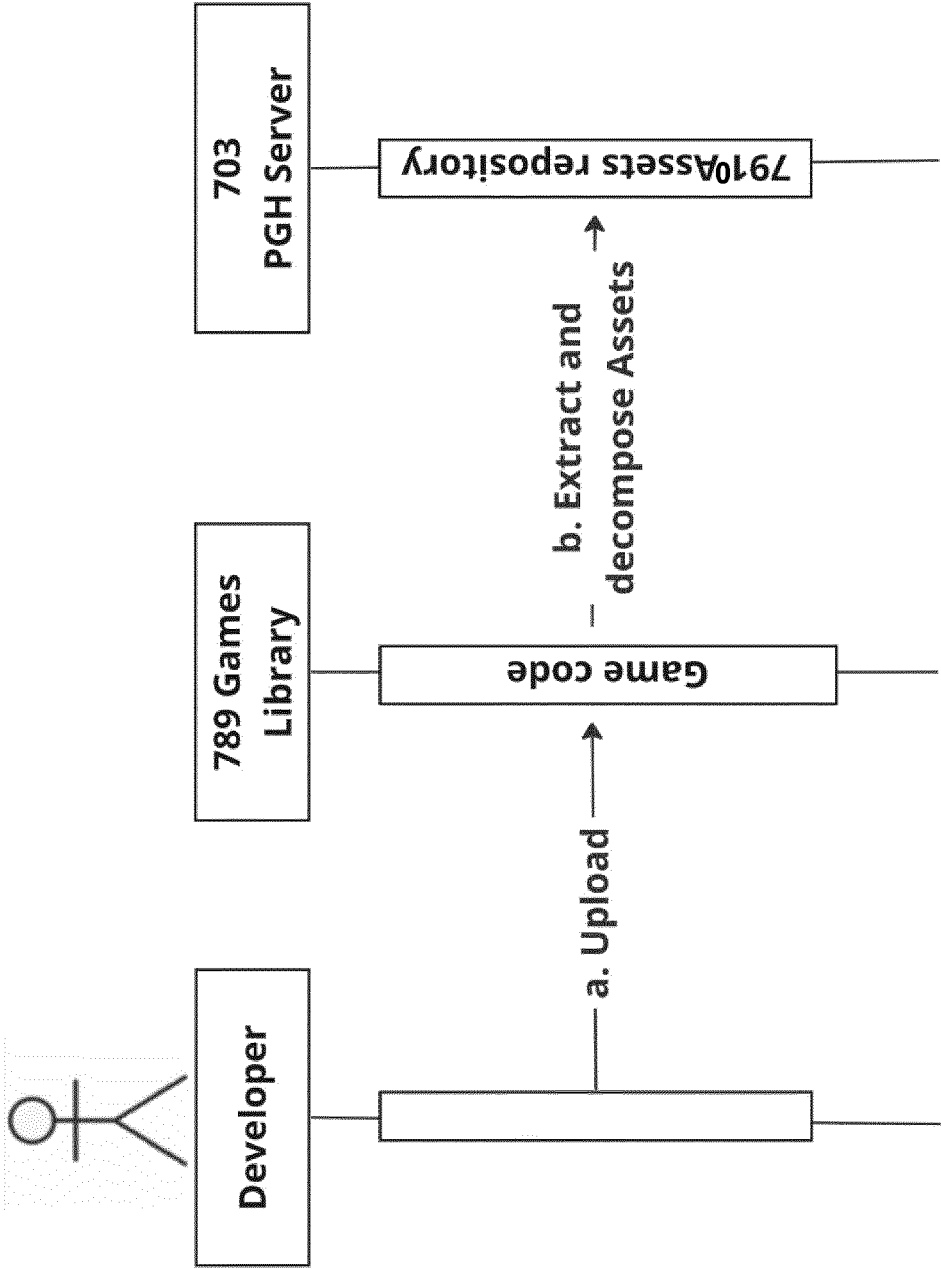 Developer
789 Games
Library
703
PGH Server
a. Upload
Game code
b. Extract and
decompose Assets
7910Assets repository